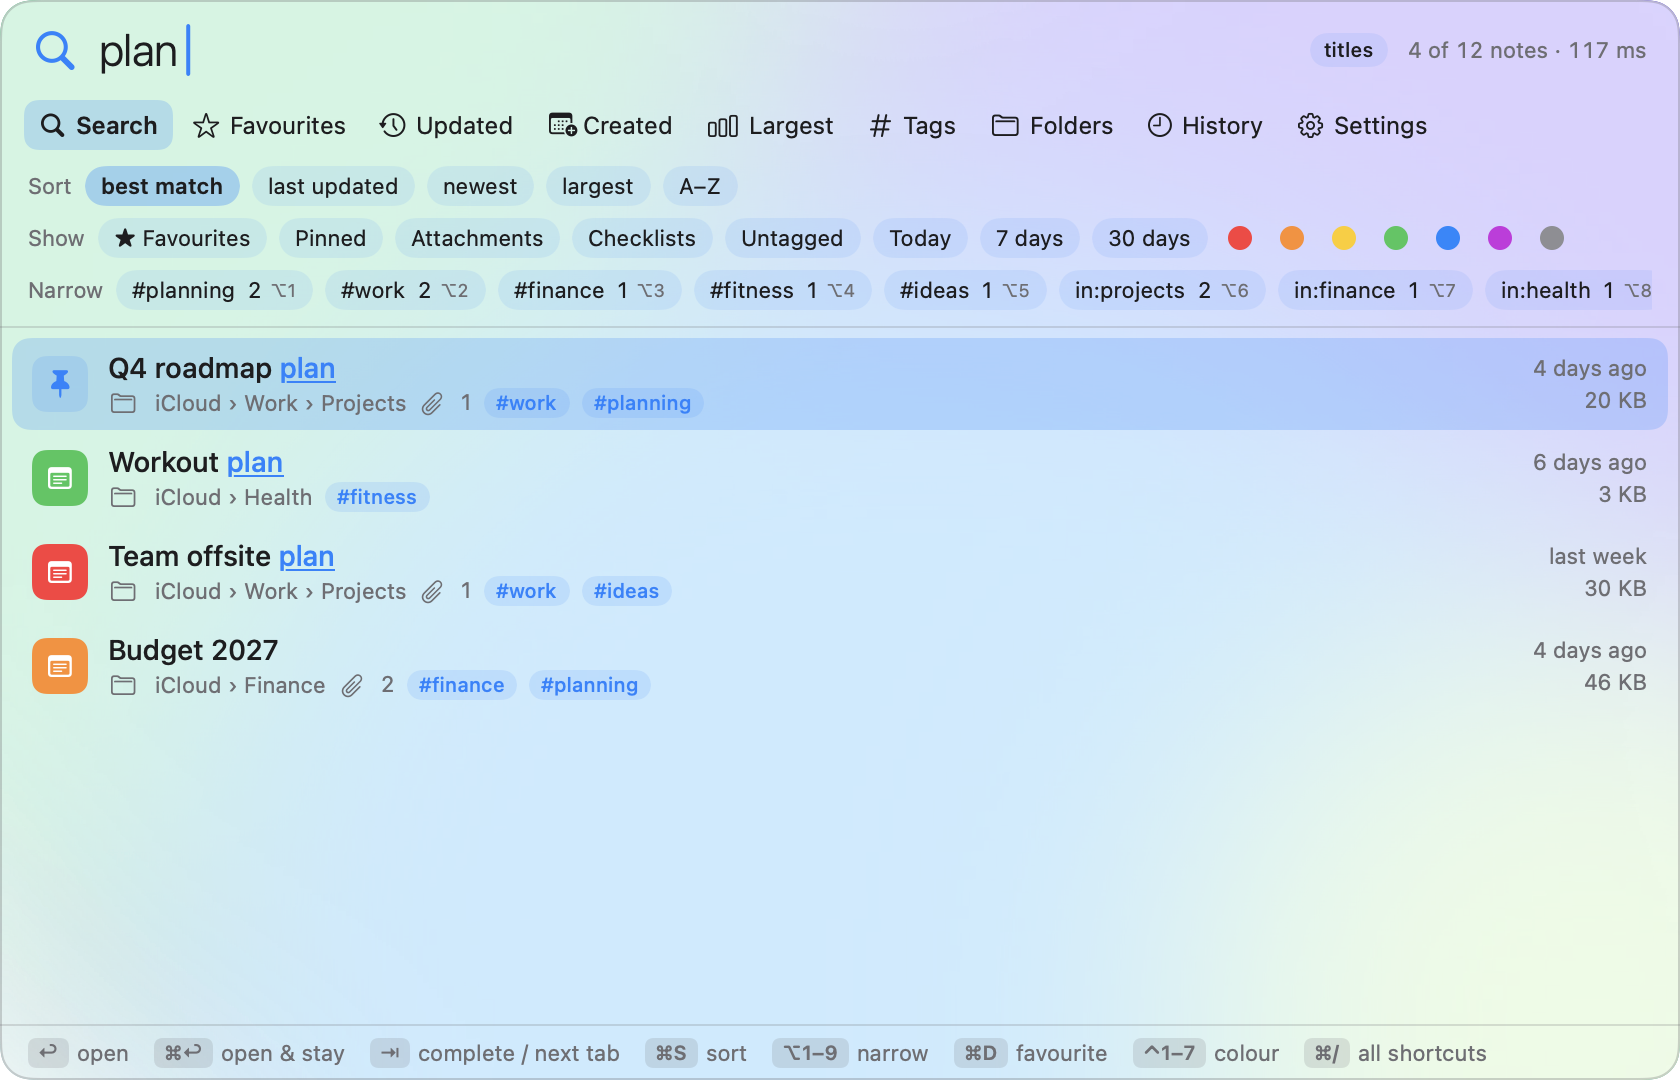 plan
titles 4 of 12 notes · 117 ms
Search Favourites Updated Created Largest # Tags Folders History Settings
Sort best match last updated newest largest A–Z
Show ★ Favourites Pinned Attachments Checklists Untagged Today 7 days 30 days
Narrow #planning 2 ⌥1 #work 2 ⌥2 #finance 1 ⌥3 #fitness 1 ⌥4 #ideas 1 ⌥5 in:projects 2 ⌥6 in:finance 1 ⌥7 in:health 1 ⌥8
Q4 roadmap plan 4 days ago
iCloud › Work › Projects 1 #work #planning 20 KB
Workout plan 6 days ago
iCloud › Health #fitness 3 KB
Team offsite plan last week
iCloud › Work › Projects 1 #work #ideas 30 KB
Budget 2027 4 days ago
iCloud › Finance 2 #finance #planning 46 KB
↩ open ⌘↩ open & stay ⇥ complete / next tab ⌘S sort ⌥1–9 narrow ⌘D favourite ^1–7 colour ⌘/ all shortcuts